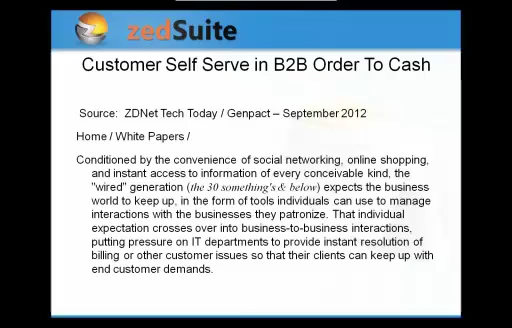 zedSuite
Customer Self Serve in B2B Order To Cash
Source: ZDNet Tech Today / Genpact – September 2012
Home / White Papers /
Conditioned by the convenience of social networking, online shopping,
and instant access to information of every conceivable kind, the
"wired" generation (the 30 something's & below) expects the business
world to keep up, in the form of tools individuals can use to manage
interactions with the businesses they patronize. That individual
expectation crosses over into business-to-business interactions,
putting pressure on IT departments to provide instant resolution of
billing or other customer issues so that their clients can keep up with
end customer demands.